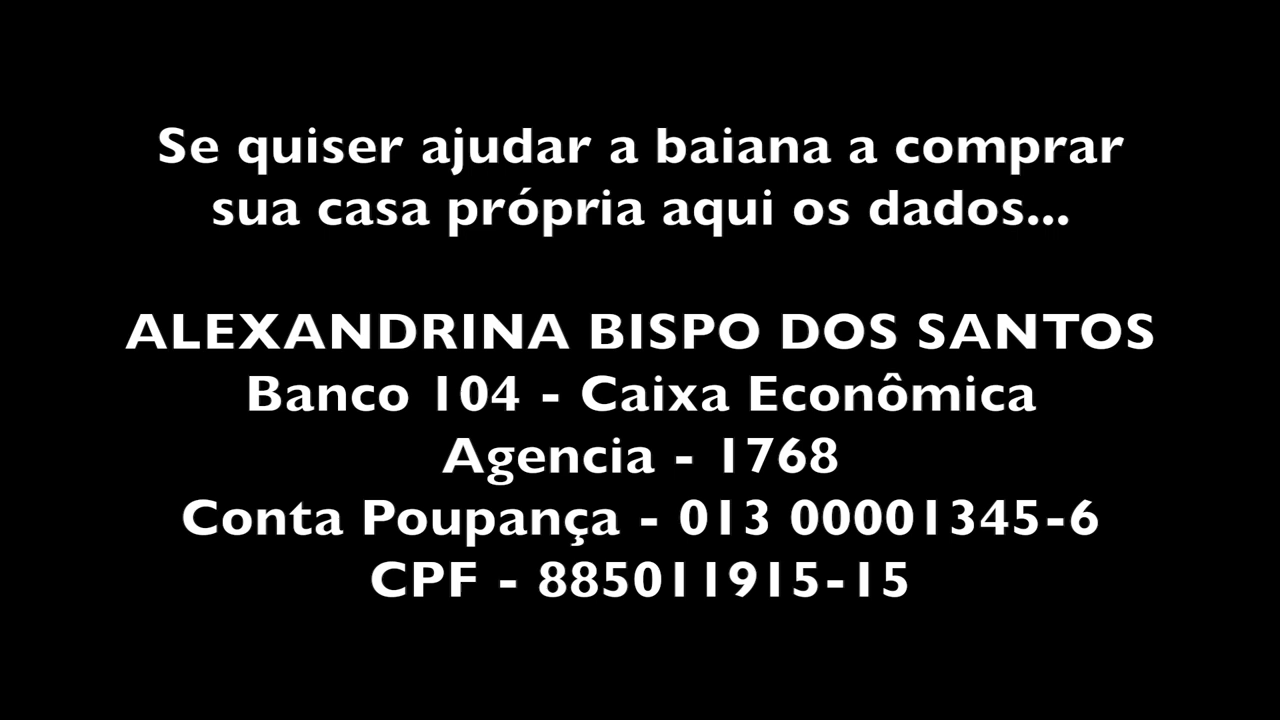 Se quiser ajudar a baiana a comprar
sua casa própria aqui os dados...
ALEXANDRINA BISPO DOS SANTOS
Banco 104 - Caixa Econômica
Agencia - 1768
Conta Poupança - 013 00001345-6
CPF - 885011915-15